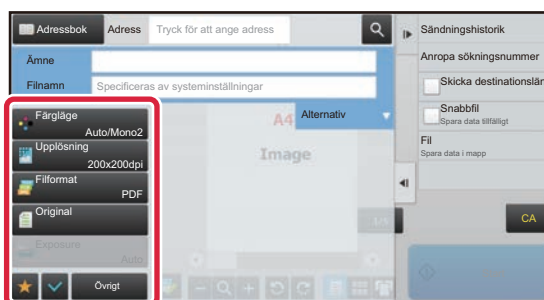 Adressbok
Adress
Tryck för att ange adress
Ämne
Filnamn
Specificeras av systeminställningar
Alternativ
Färgläge
Auto/Mono2
Upplösning
200x200dpi
Filformat
PDF
Original
Exposure
Auto
Övrigt
A4
Image
1/1
Sändningshistorik
Anropa sökningsnummer
Skicka destinationslän
Snabbfil
Spara data tillfälligt
Fil
Spara data i mapp
CA